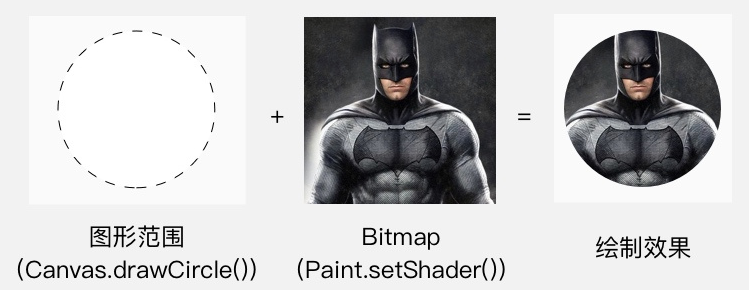 +
=
图形范围
(Canvas.drawCircle())
Bitmap
(Paint.setShader())
绘制效果